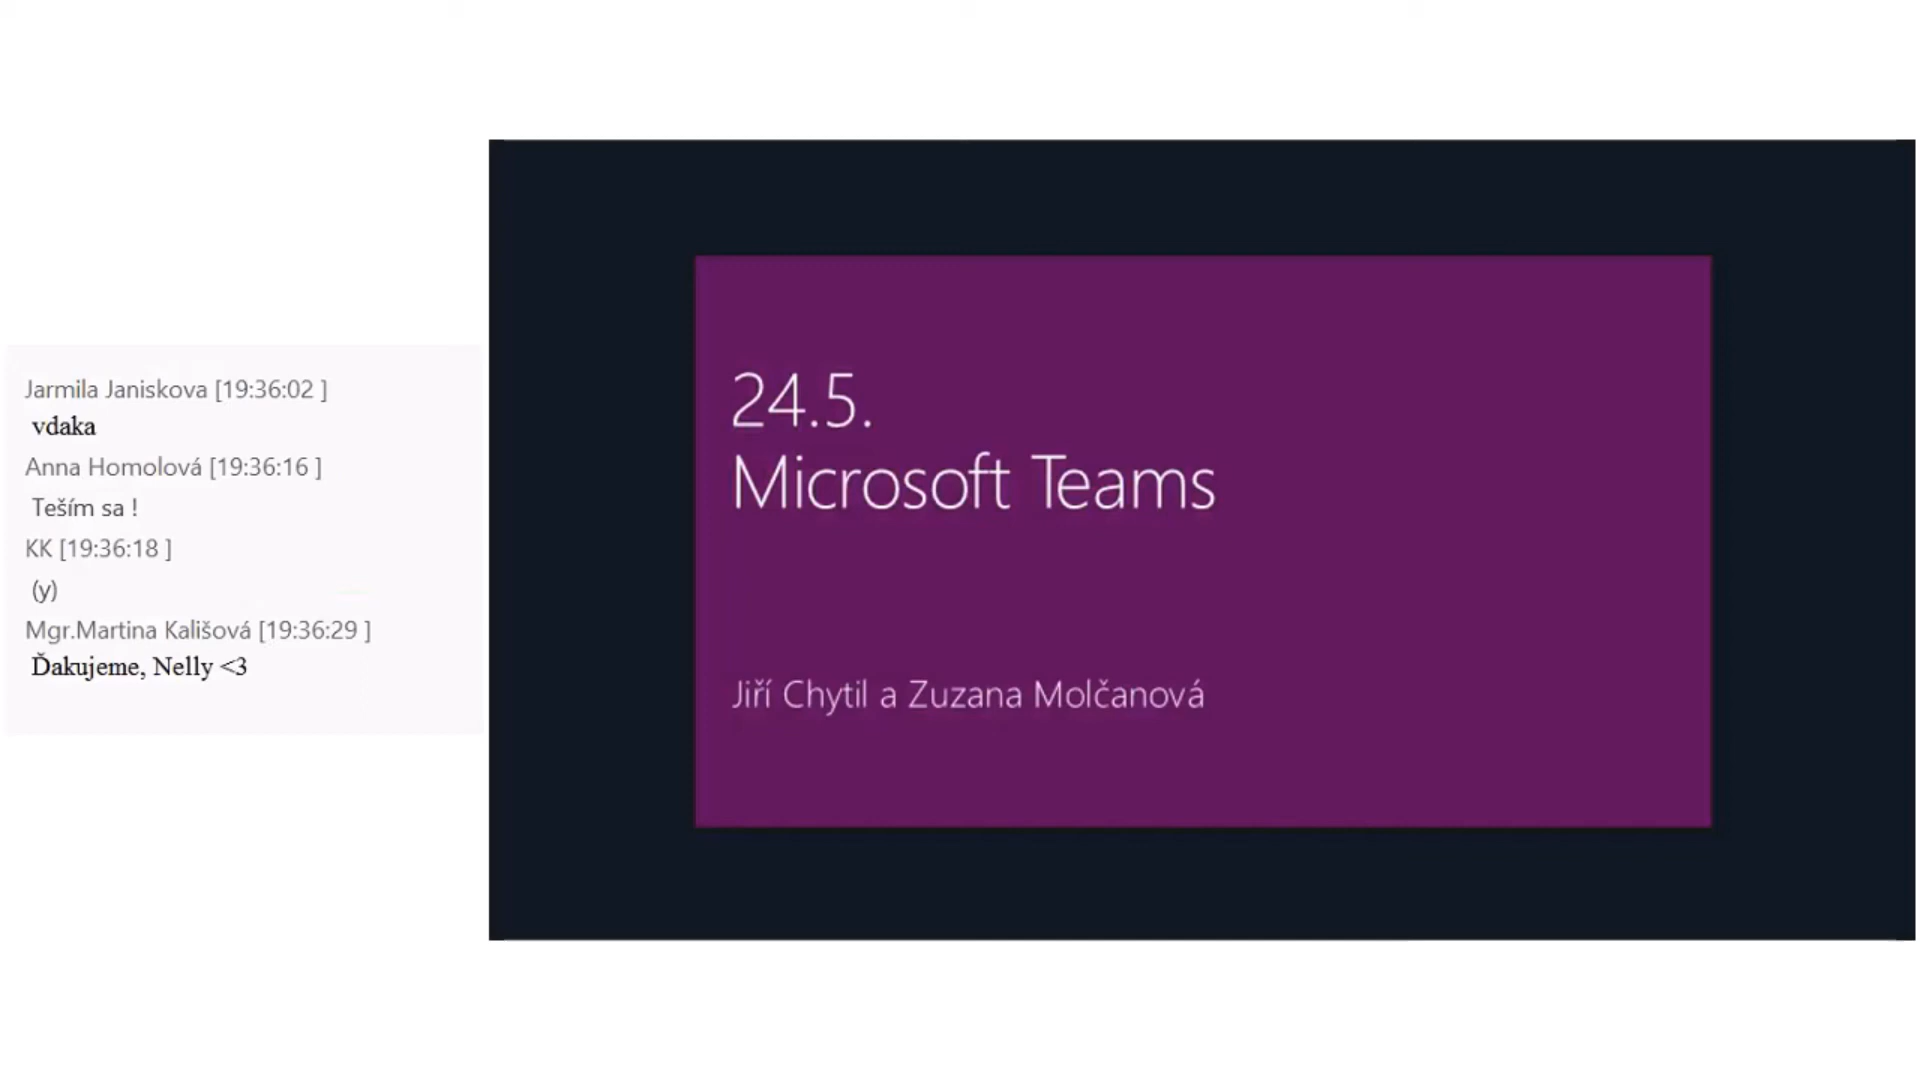 Jarmila Janiskova [19:36:02 ]
vdaka
Anna Homolová [19:36:16 ]
Teším sa !
KK [19:36:18 ]
(y)
Mgr.Martina Kališová [19:36:29 ]
Ďakujeme, Nelly <3
24.5.
Microsoft Teams
Jiří Chytil a Zuzana Molčanová